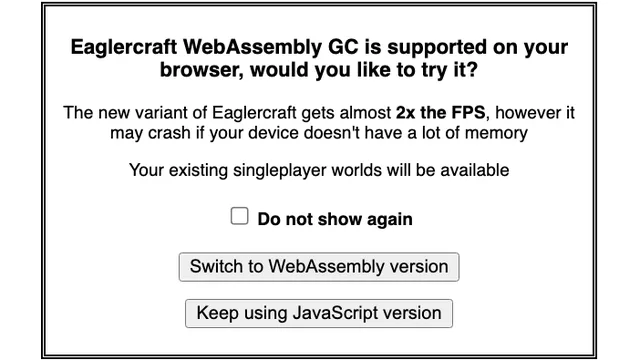 Eaglercraft WebAssembly GC is supported on your
browser, would you like to try it?
The new variant of Eaglercraft gets almost 2x the FPS, however it
may crash if your device doesn't have a lot of memory
Your existing singleplayer worlds will be available
Do not show again
Switch to WebAssembly version
Keep using JavaScript version